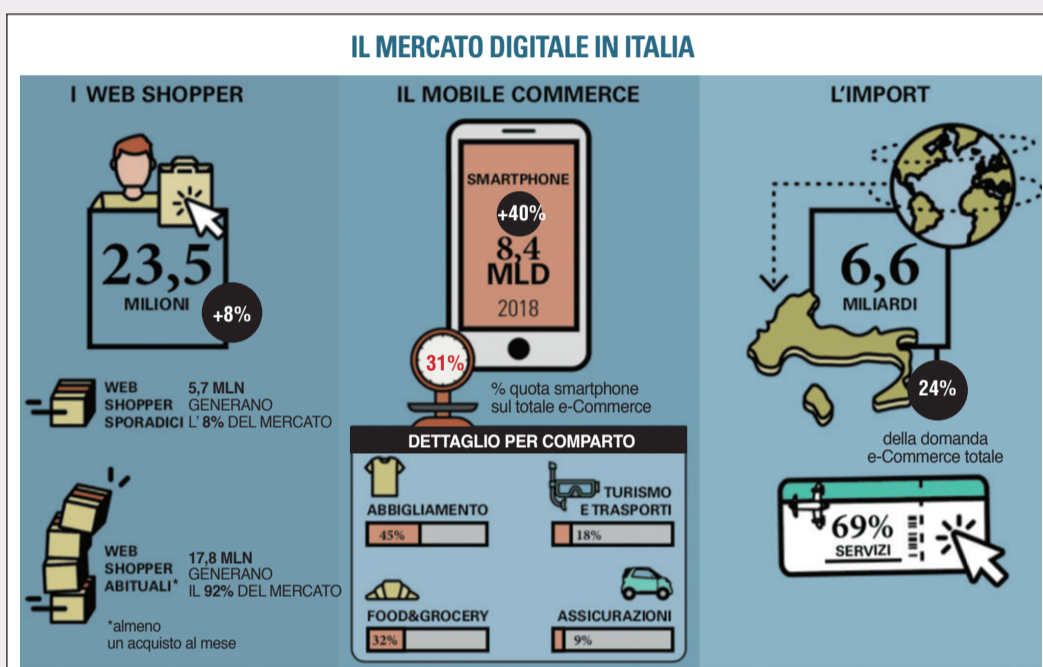 IL MERCATO DIGITALE IN ITALIA
I WEB SHOPPER
23,5
MILIONI
+8%
WEB
SHOPPER
SPORADICI
5,7 MLN
GENERANO
L' 8% DEL MERCATO
WEB
SHOPPER
ABITUALI*
17,8 MLN
GENERANO
IL 92% DEL MERCATO
*almeno
un acquisto al mese
IL MOBILE COMMERCE
SMARTPHONE
+40%
8,4
MLD
2018
31%
% quota smartphone
sul totale e-Commerce
DETTAGLIO PER COMPARTO
ABBIGLIAMENTO
45%
TURISMO
E TRASPORTI
18%
FOOD&GROCERY
32%
ASSICURAZIONI
9%
L'IMPORT
6,6
MILIARDI
24%
della domanda
e-Commerce totale
69%
SERVIZI